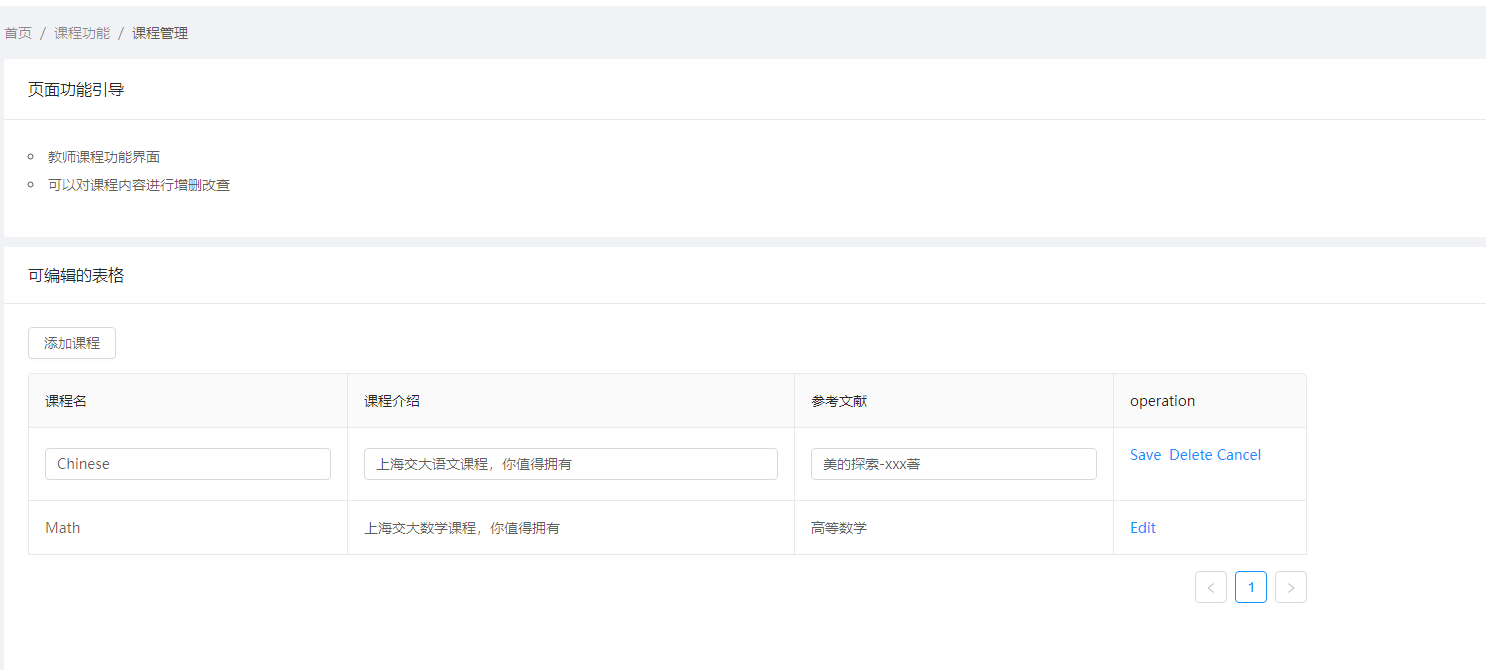 首页 / 课程功能 / 课程管理
页面功能引导
教师课程功能界面
可以对课程内容进行增删改查
可编辑的表格
添加课程
课程名 课程介绍 参考文献 operation
Chinese 上海交大语文课程，你值得拥有 美的探索-xxx著 Save Delete Cancel
Math 上海交大数学课程，你值得拥有 高等数学 Edit
< 1 >